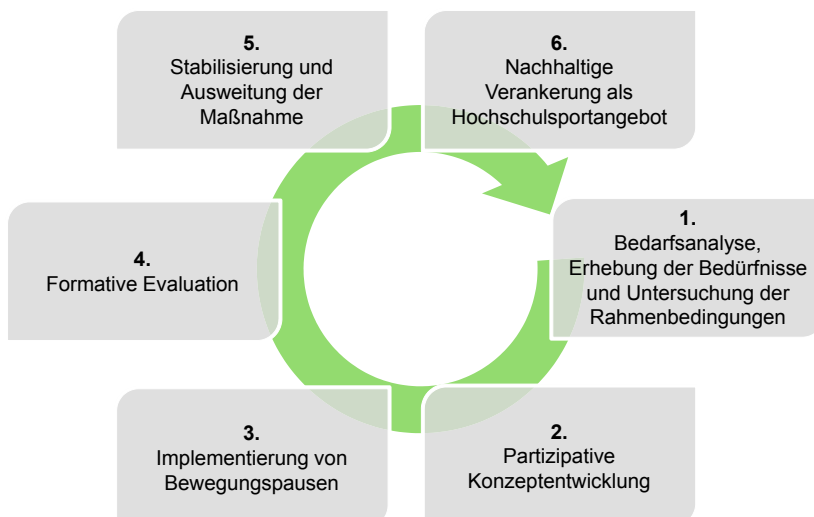 5.
Stabilisierung und
Ausweitung der
Maßnahme
6.
Nachhaltige
Verankerung als
Hochschulsportangebot
1.
Bedarfsanalyse,
Erhebung der Bedürfnisse
und Untersuchung der
Rahmenbedingungen
4.
Formative Evaluation
3.
Implementierung von
Bewegungspausen
2.
Partizipative
Konzeptentwicklung